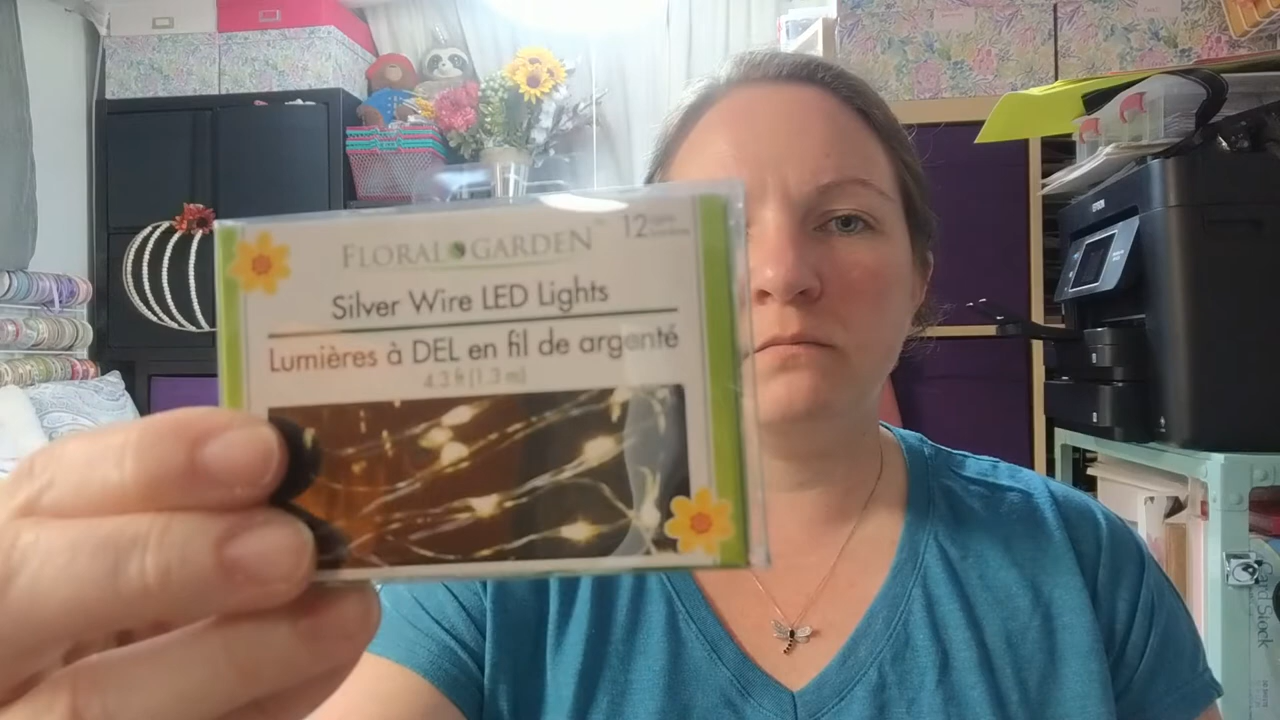 FLORAL GARDEN
12
Silver Wire LED Lights
Lumières à DEL en fil de argenté
4.3 ft (1.3 m)
EPSON
Card Stock